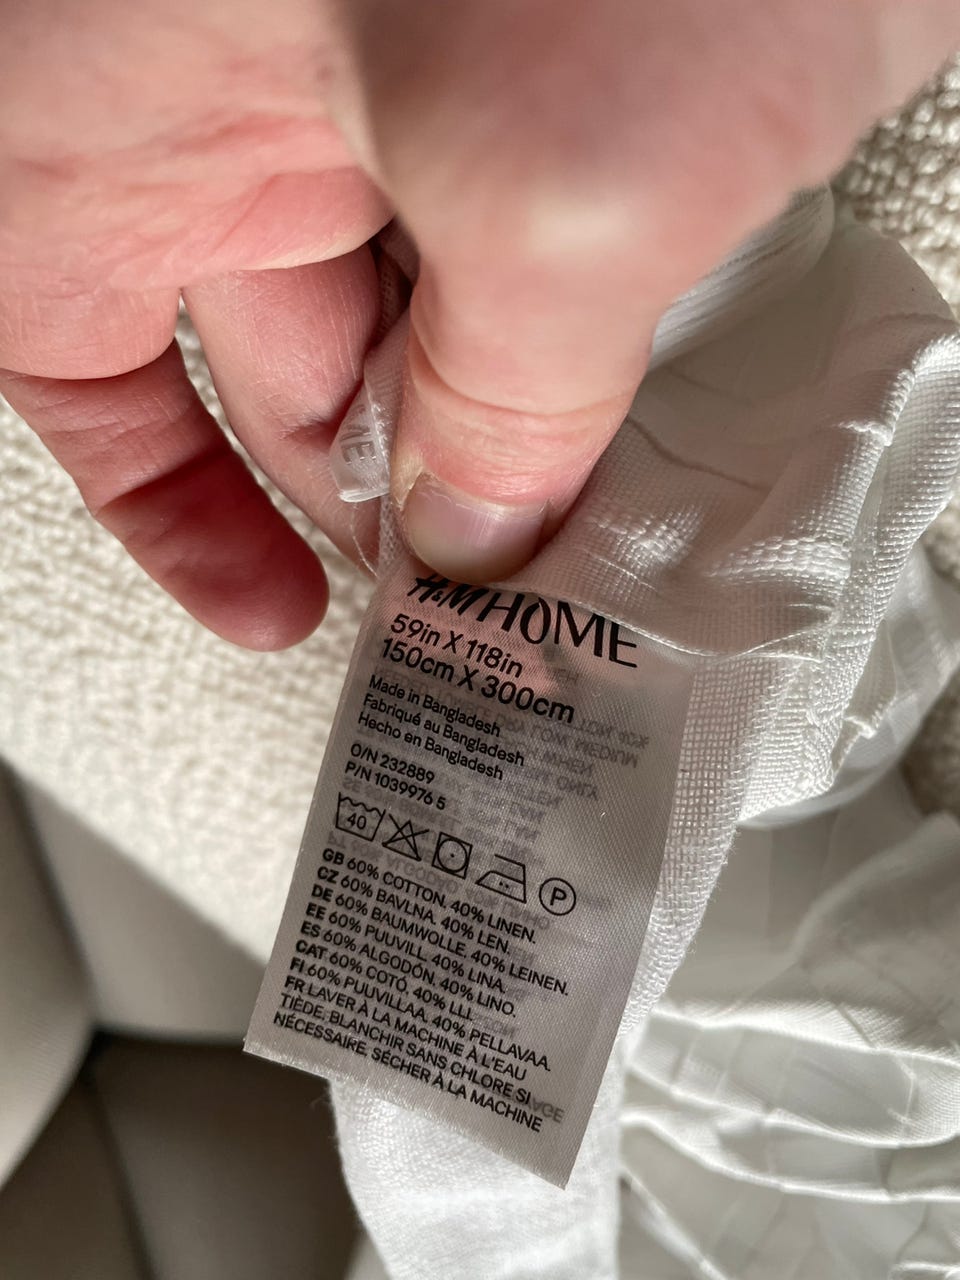 H&M HOME
59in X 118in
150cm X 300cm
Made in Bangladesh
Fabriqué au Bangladesh
Hecho en Bangladesh
O/N 232889
P/N 1039976 5
40 P
GB 60% COTTON. 40% LINEN.
CZ 60% BAVLNA. 40% LEN.
DE 60% BAUMWOLLE. 40% LEINEN.
EE 60% PUUVILL. 40% LINA.
ES 60% ALGODÓN. 40% LINO.
CAT 60% COTÓ. 40% LLI.
FI 60% PUUVILLAA. 40% PELLAVAA.
FR LAVER À LA MACHINE À L'EAU
TIÈDE, BLANCHIR SANS CHLORE SI
NÉCESSAIRE, SÉCHER À LA MACHINE